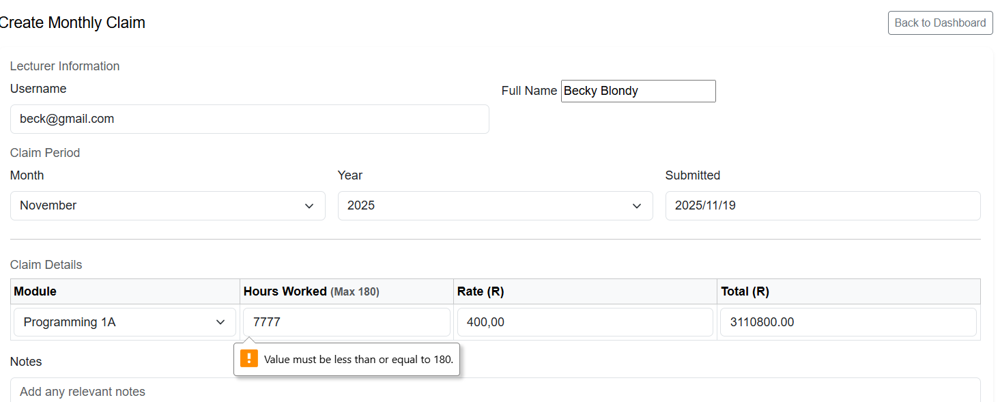 Create Monthly Claim
Back to Dashboard
Lecturer Information
Username
Full Name Becky Blondy
beck@gmail.com
Claim Period
Month Year Submitted
November 2025 2025/11/19
Claim Details
Module Hours Worked (Max 180) Rate (R) Total (R)
Programming 1A 7777 400,00 3110800.00
Value must be less than or equal to 180.
Notes
Add any relevant notes